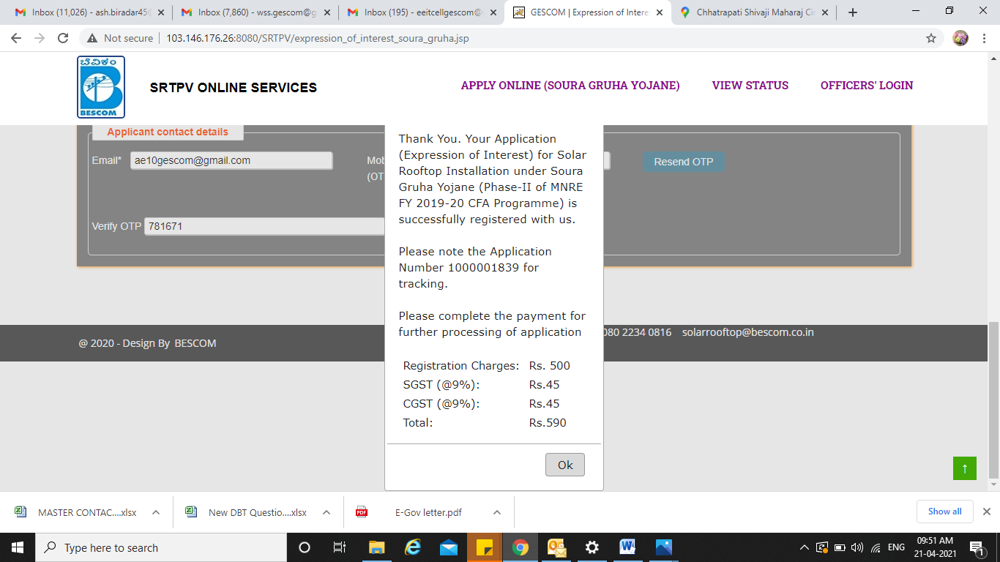 Inbox (11,026) - ash.biradar45
Inbox (7,860) - wss.gescom@g
Inbox (195) - eeitcellgescom@
GESCOM | Expression of Intere
Chhatrapati Shivaji Maharaj Cir
Not secure
103.146.176.26:8080/SRTPV/expression_of_interest_soura_gruha.jsp
ಬೆವಿಕಂ
BESCOM
SRTPV ONLINE SERVICES
APPLY ONLINE (SOURA GRUHA YOJANE)
VIEW STATUS
OFFICERS' LOGIN
Applicant contact details
Email*
ae10gescom@gmail.com
Mob
(OT
Resend OTP
Verify OTP
781671
Thank You. Your Application
(Expression of Interest) for Solar
Rooftop Installation under Soura
Gruha Yojane (Phase-II of MNRE
FY 2019-20 CFA Programme) is
successfully registered with us.
Please note the Application
Number 1000001839 for
tracking.
Please complete the payment for
further processing of application
Registration Charges: Rs. 500
SGST (@9%): Rs.45
CGST (@9%): Rs.45
Total: Rs.590
Ok
@ 2020 - Design By BESCOM
080 2234 0816 solarrooftop@bescom.co.in
MASTER CONTAC....xlsx
New DBT Questio....xlsx
PDF
E-Gov letter.pdf
Show all
Type here to search
ENG
09:51 AM
21-04-2021
1